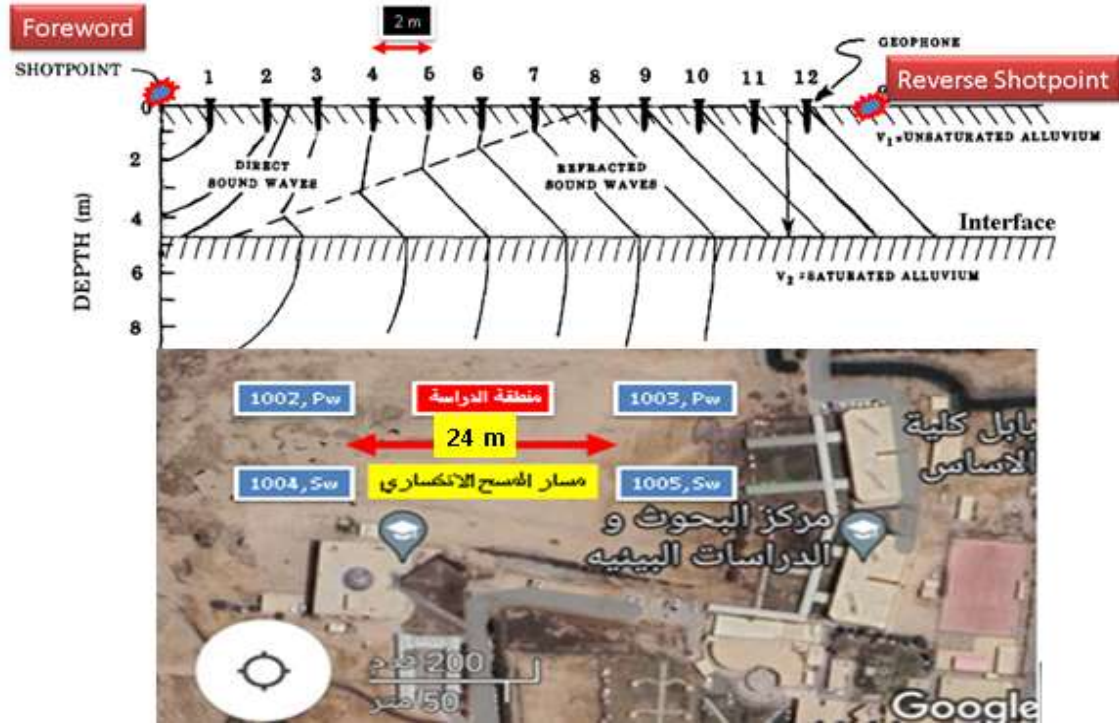 Foreword
2 m
GEOPHONE
SHOTPOINT
1 2 3 4 5 6 7 8 9 10 11 12
Reverse Shotpoint
0
V₁=UNSATURATED ALLUVIUM
2
DIRECT
SOUND WAVES
REFRACTED
SOUND WAVES
DEPTH (m)
4
Interface
6
V₂=SATURATED ALLUVIUM
8
1002, Pw
منطقة الدراسة
1003, Pw
24 m
بابل كلية
الاساس
1004, Sw
مسار المسح الانكساري
1005, Sw
مركز البحوث و
الدراسات البيئيه
200 قدم
50 متر
Google